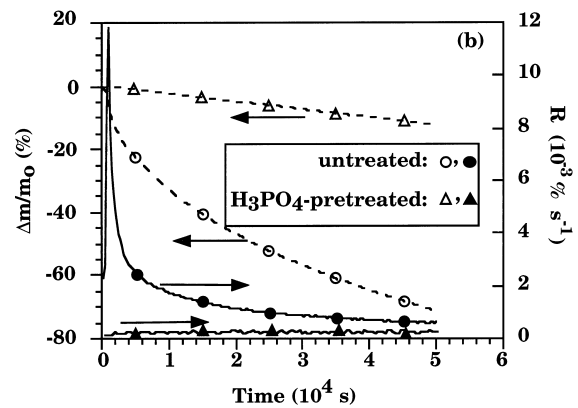 (b)
20
0
-20
-40
-60
-80
Δm/mo (%)
12
10
8
6
4
2
0
R (10-3% s-1)
untreated: ○,●
H3PO4-pretreated: △,▲
0 1 2 3 4 5 6
Time (104 s)